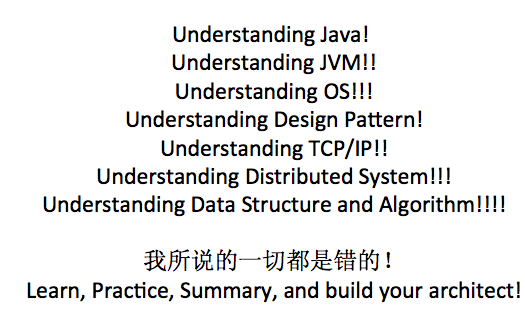 Understanding Java!
Understanding JVM!!
Understanding OS!!!
Understanding Design Pattern!
Understanding TCP/IP!!
Understanding Distributed System!!!
Understanding Data Structure and Algorithm!!!!
我所说的一切都是错的！
Learn, Practice, Summary, and build your architect!